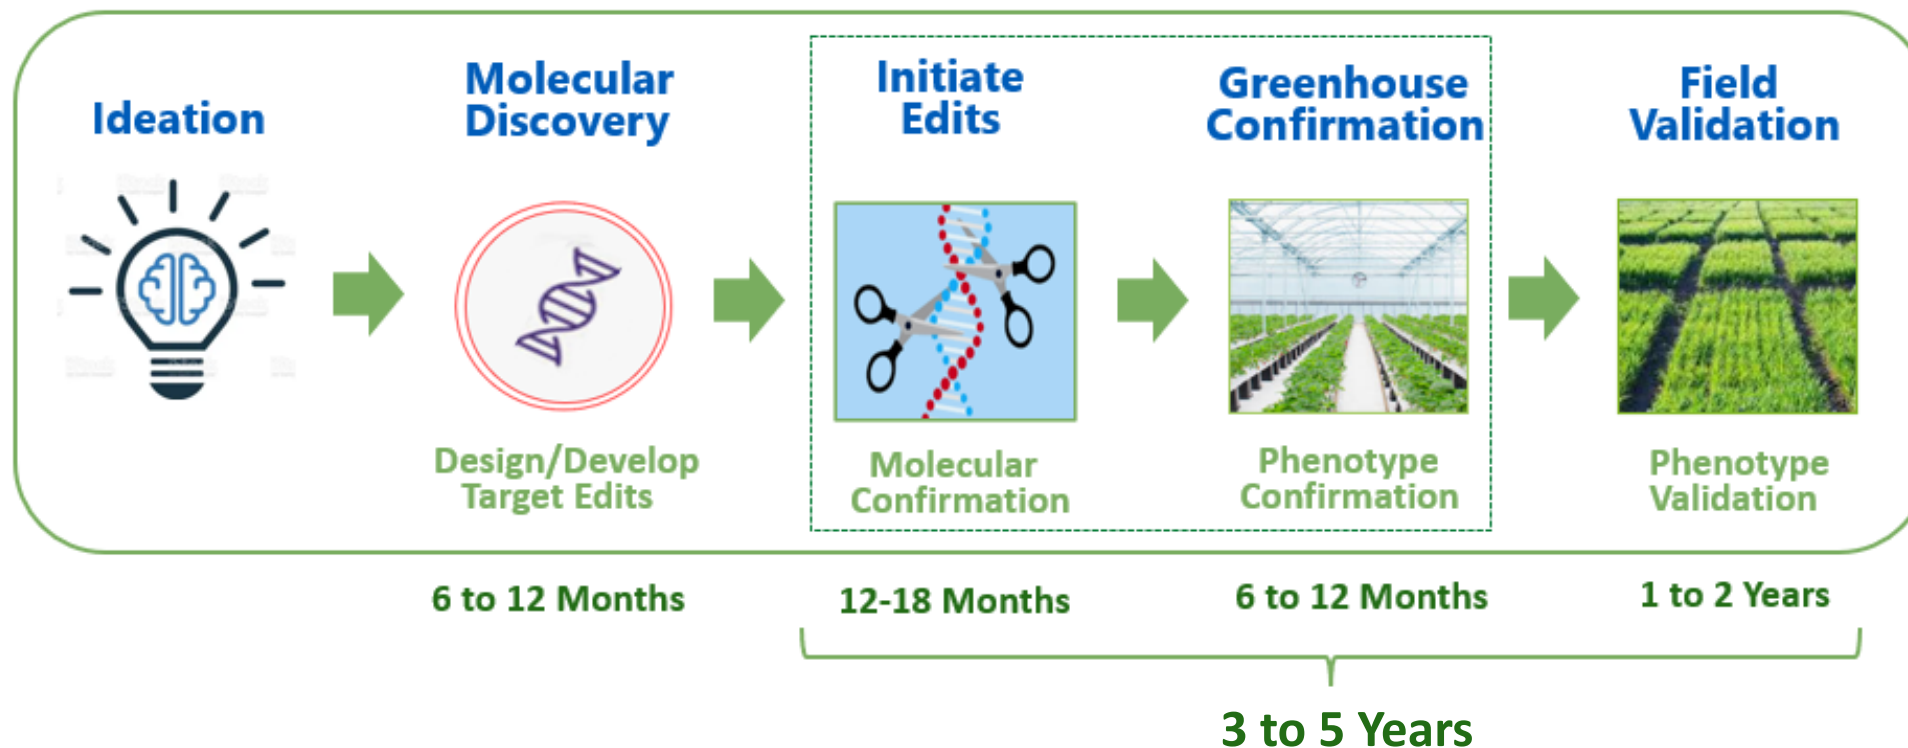 Ideation
Molecular
Discovery
Initiate
Edits
Greenhouse
Confirmation
Field
Validation
Design/Develop
Target Edits
Molecular
Confirmation
Phenotype
Confirmation
Phenotype
Validation
6 to 12 Months
12-18 Months
6 to 12 Months
1 to 2 Years
3 to 5 Years